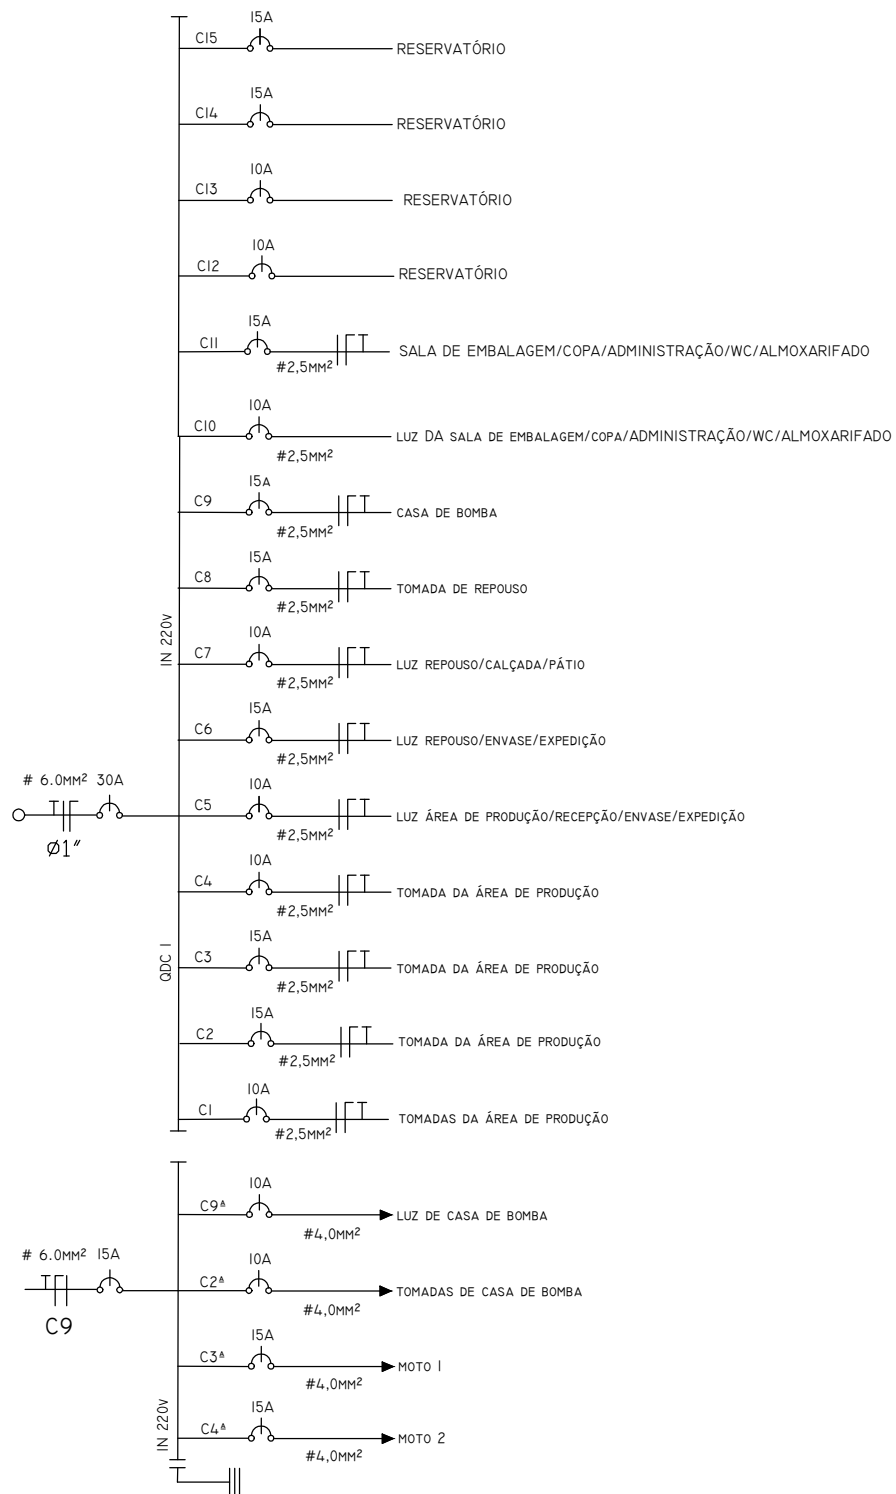 15A
C15
RESERVATÓRIO
15A
C14
RESERVATÓRIO
10A
C13
RESERVATÓRIO
10A
C12
RESERVATÓRIO
15A
C11
#2,5MM²
SALA DE EMBALAGEM/COPA/ADMINISTRAÇÃO/WC/ALMOXARIFADO
10A
C10
#2,5MM²
LUZ DA SALA DE EMBALAGEM/COPA/ADMINISTRAÇÃO/WC/ALMOXARIFADO
15A
C9
#2,5MM²
CASA DE BOMBA
15A
C8
#2,5MM²
TOMADA DE REPOUSO
IN 220V
10A
C7
#2,5MM²
LUZ REPOUSO/CALÇADA/PÁTIO
15A
C6
#2,5MM²
LUZ REPOUSO/ENVASE/EXPEDIÇÃO
# 6.0MM² 30A
Ø1"
10A
C5
#2,5MM²
LUZ ÁREA DE PRODUÇÃO/RECEPÇÃO/ENVASE/EXPEDIÇÃO
10A
C4
#2,5MM²
TOMADA DA ÁREA DE PRODUÇÃO
QDC 1
15A
C3
#2,5MM²
TOMADA DA ÁREA DE PRODUÇÃO
15A
C2
#2,5MM²
TOMADA DA ÁREA DE PRODUÇÃO
10A
C1
#2,5MM²
TOMADAS DA ÁREA DE PRODUÇÃO
10A
C9ᴬ
#4,0MM²
LUZ DE CASA DE BOMBA
# 6.0MM² 15A
C9
10A
C2ᴬ
#4,0MM²
TOMADAS DE CASA DE BOMBA
15A
C3ᴬ
#4,0MM²
MOTO 1
IN 220V
15A
C4ᴬ
#4,0MM²
MOTO 2